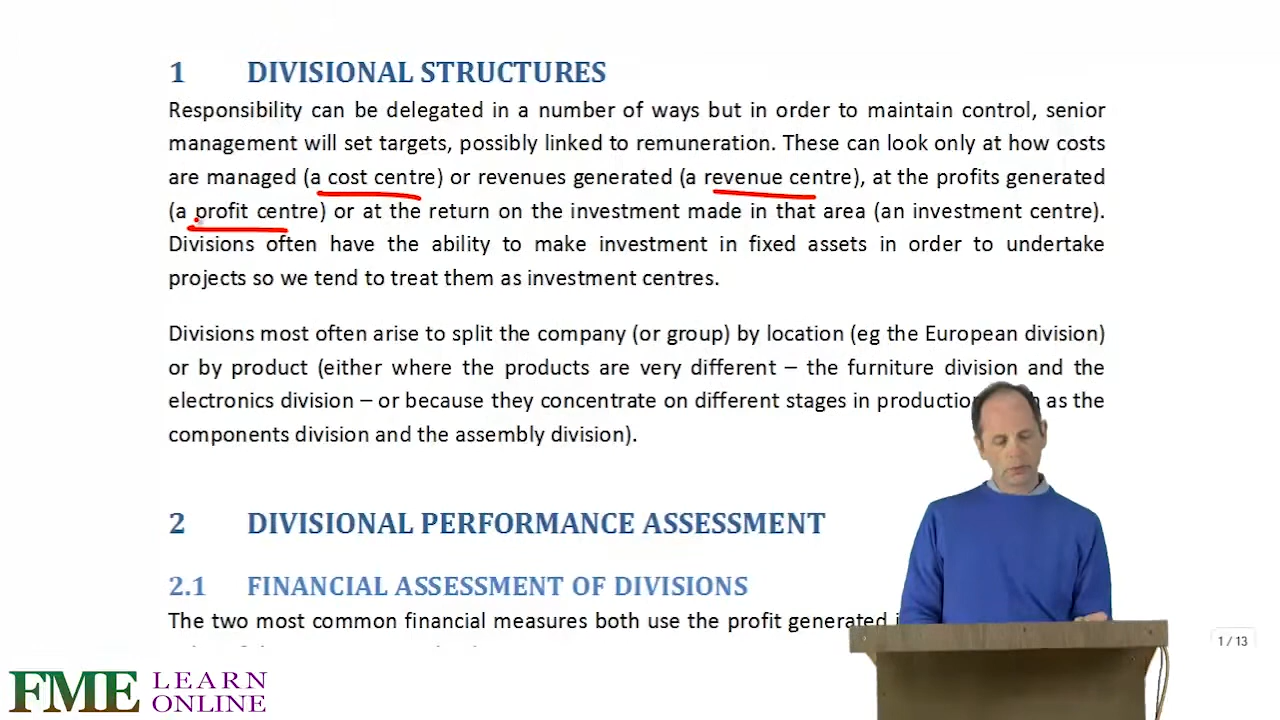 1 DIVISIONAL STRUCTURES
Responsibility can be delegated in a number of ways but in order to maintain control, senior
management will set targets, possibly linked to remuneration. These can look only at how costs
are managed (a cost centre) or revenues generated (a revenue centre), at the profits generated
(a profit centre) or at the return on the investment made in that area (an investment centre).
Divisions often have the ability to make investment in fixed assets in order to undertake
projects so we tend to treat them as investment centres.
Divisions most often arise to split the company (or group) by location (eg the European division)
or by product (either where the products are very different – the furniture division and the
electronics division – or because they concentrate on different stages in production as the
components division and the assembly division).
2 DIVISIONAL PERFORMANCE ASSESSMENT
2.1 FINANCIAL ASSESSMENT OF DIVISIONS
The two most common financial measures both use the profit generated
1 / 13
FME LEARN
ONLINE